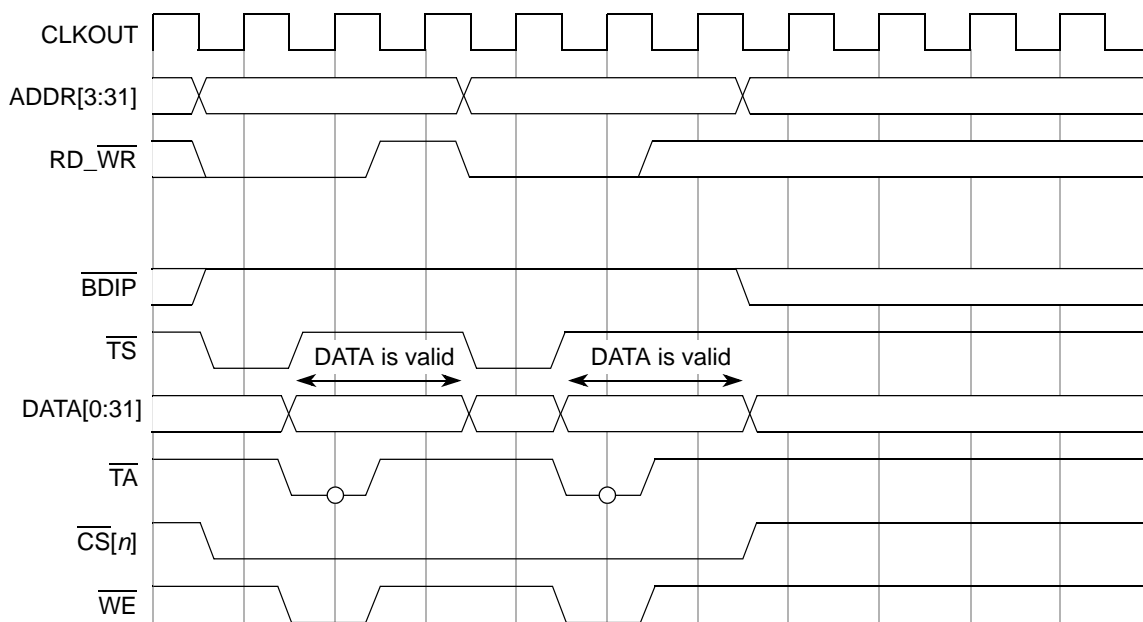 CLKOUT
ADDR[3:31]
RD_WR
BDIP
TS
DATA is valid DATA is valid
DATA[0:31]
TA
CS[n]
WE